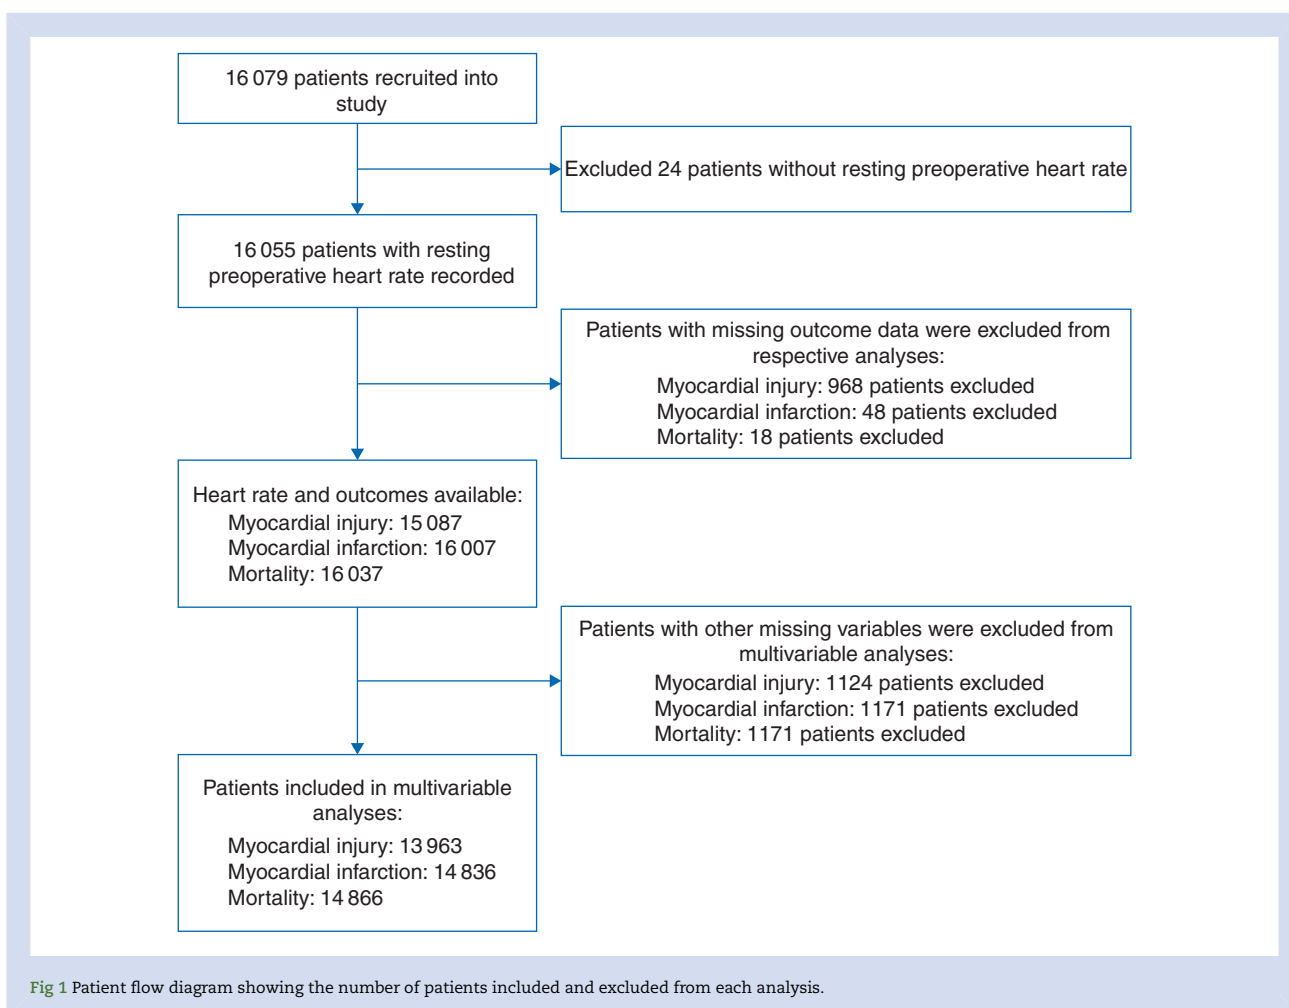 16 079 patients recruited into
study
Excluded 24 patients without resting preoperative heart rate
16 055 patients with resting
preoperative heart rate recorded
Patients with missing outcome data were excluded from
respective analyses:
Myocardial injury: 968 patients excluded
Myocardial infarction: 48 patients excluded
Mortality: 18 patients excluded
Heart rate and outcomes available:
Myocardial injury: 15 087
Myocardial infarction: 16 007
Mortality: 16 037
Patients with other missing variables were excluded from
multivariable analyses:
Myocardial injury: 1124 patients excluded
Myocardial infarction: 1171 patients excluded
Mortality: 1171 patients excluded
Patients included in multivariable
analyses:
Myocardial injury: 13 963
Myocardial infarction: 14 836
Mortality: 14 866
Fig 1 Patient flow diagram showing the number of patients included and excluded from each analysis.